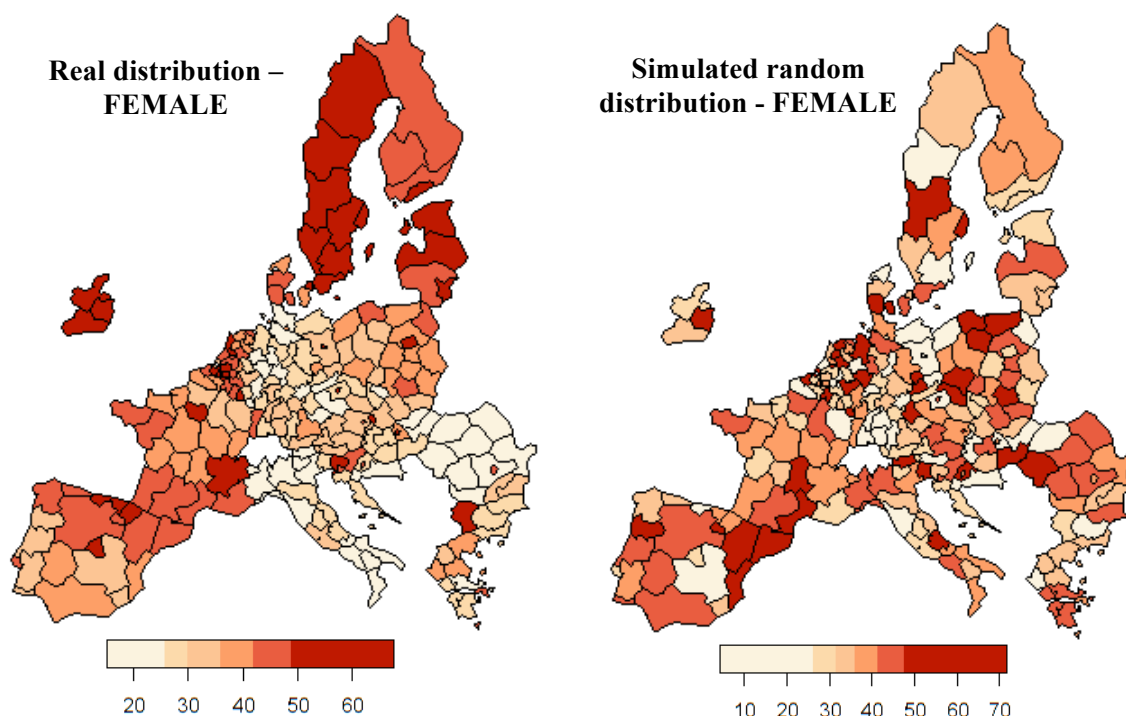 Real distribution –
FEMALE
Simulated random
distribution - FEMALE
20 30 40 50 60
10 20 30 40 50 60 70